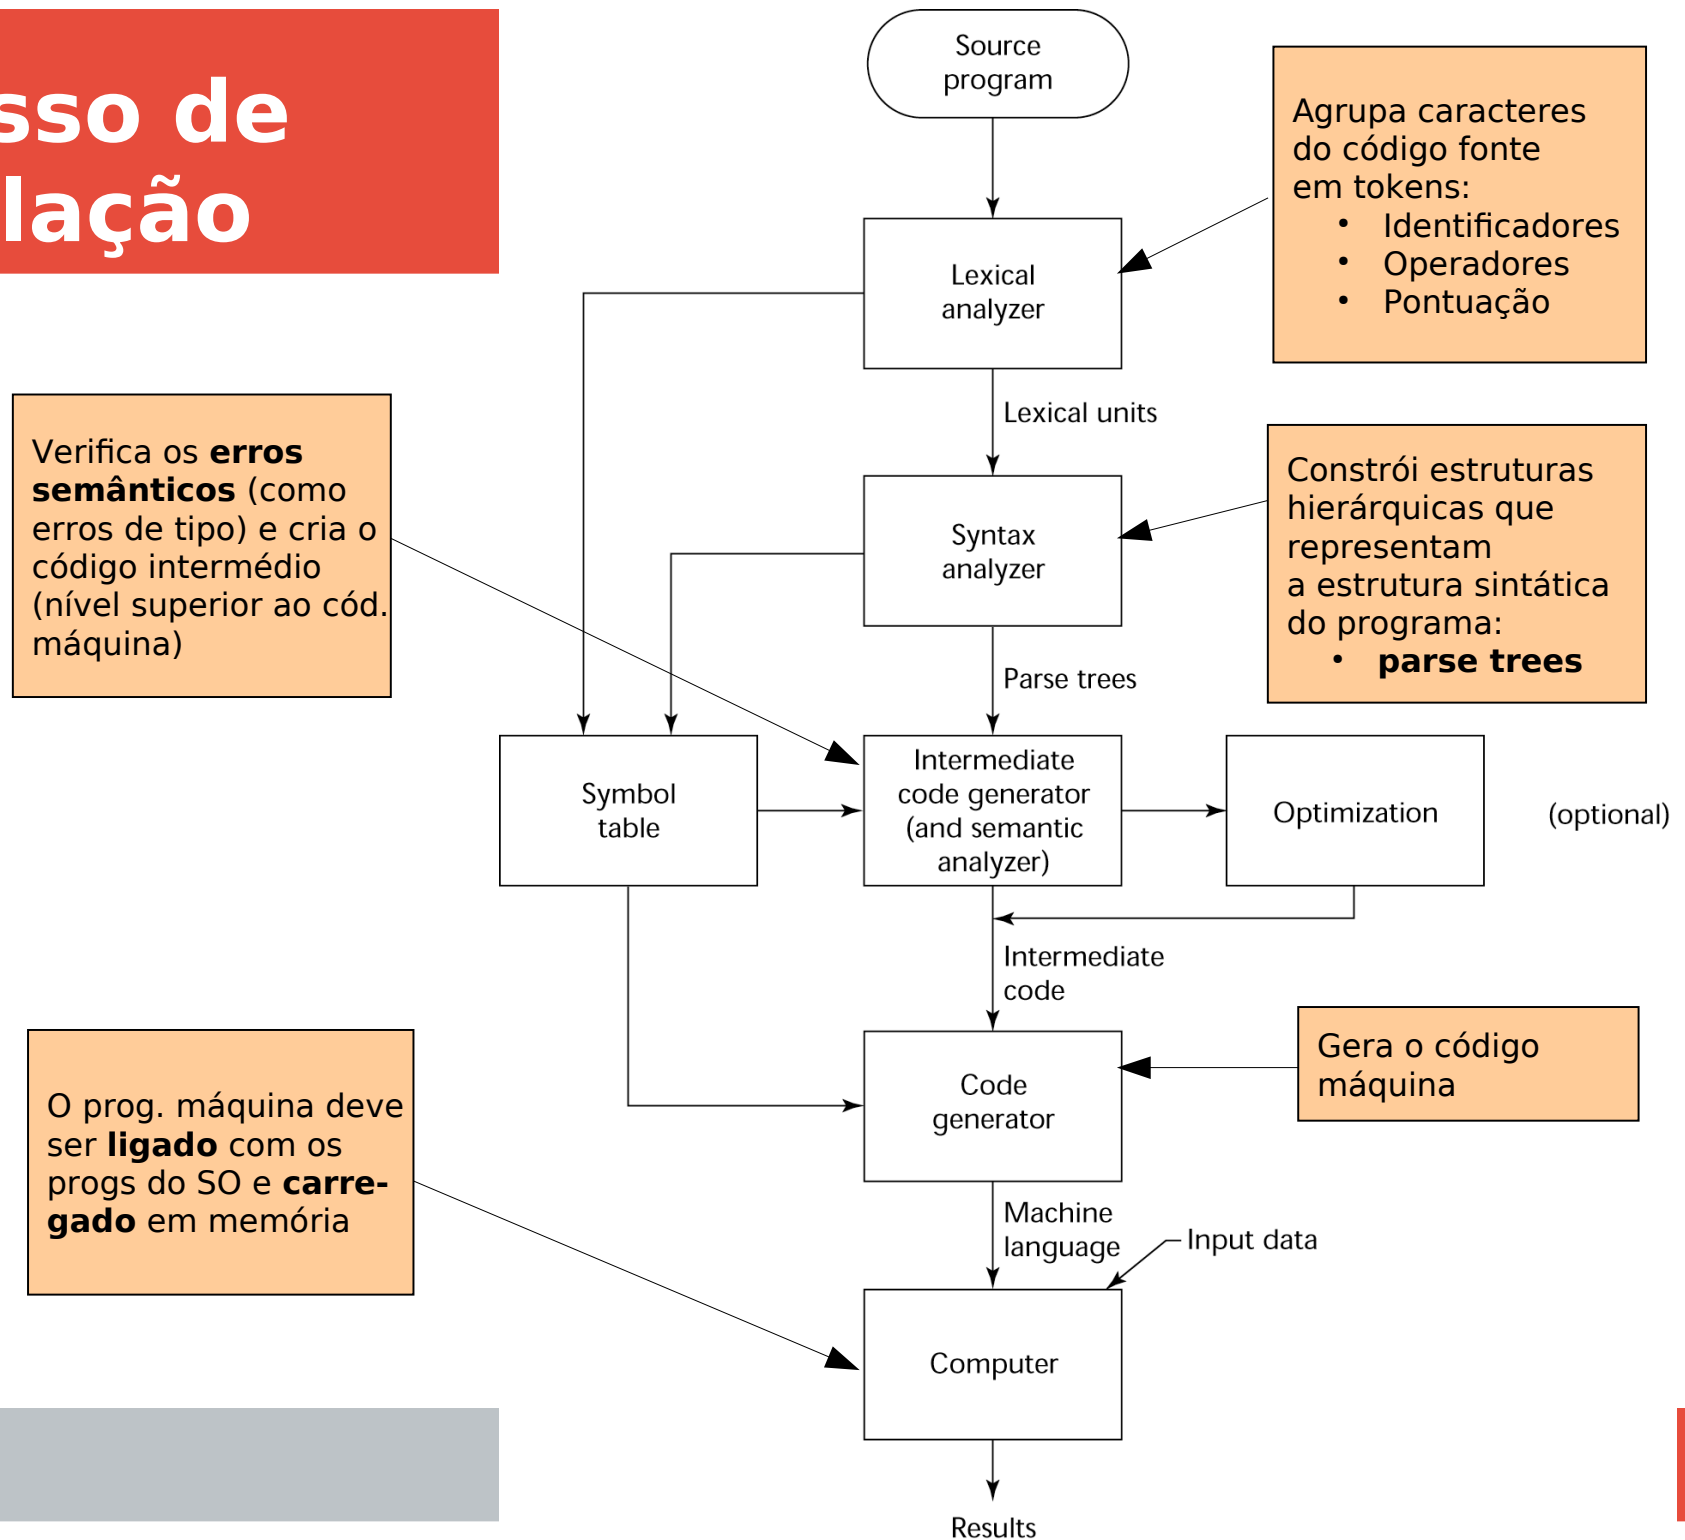 sso de
lação
Source
program
Agrupa caracteres
do código fonte
em tokens:
• Identificadores
• Operadores
• Pontuação
Lexical
analyzer
Lexical units
Verifica os erros
semânticos (como
erros de tipo) e cria o
código intermédio
(nível superior ao cód.
máquina)
Constrói estruturas
hierárquicas que
representam
a estrutura sintática
do programa:
• parse trees
Syntax
analyzer
Parse trees
Symbol
table
Intermediate
code generator
(and semantic
analyzer)
Optimization
(optional)
Intermediate
code
Gera o código
máquina
Code
generator
O prog. máquina deve
ser ligado com os
progs do SO e carre-
gado em memória
Machine
language
Input data
Computer
Results